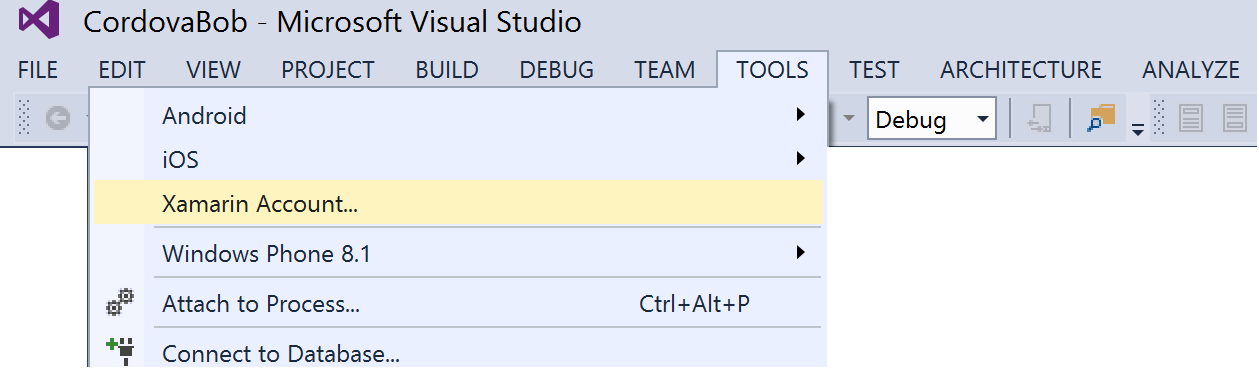 CordovaBob - Microsoft Visual Studio
FILE EDIT VIEW PROJECT BUILD DEBUG TEAM TOOLS TEST ARCHITECTURE ANALYZE
Android
Debug
iOS
Xamarin Account...
Windows Phone 8.1
Attach to Process... Ctrl+Alt+P
Connect to Database...